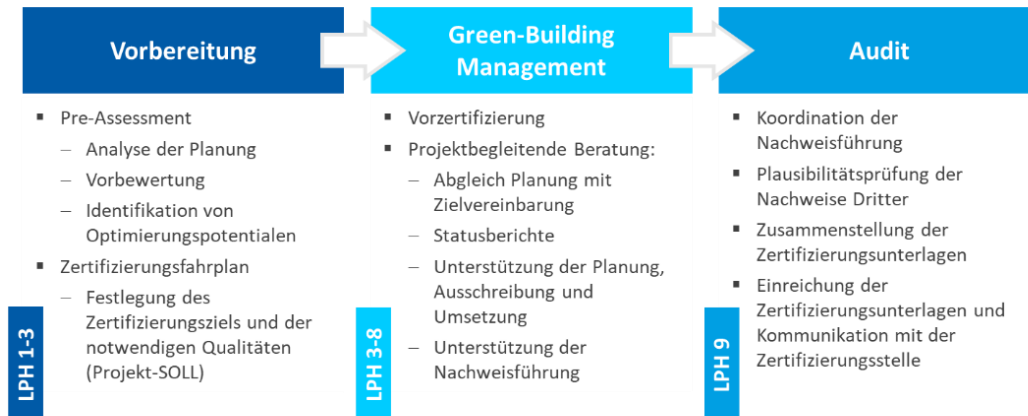 Vorbereitung
▪ Pre-Assessment
– Analyse der Planung
– Vorbewertung
– Identifikation von
Optimierungspotentialen
▪ Zertifizierungsfahrplan
– Festlegung des
Zertifizierungsziels und der
notwendigen Qualitäten
(Projekt-SOLL)
LPH 1-3
Green-Building
Management
▪ Vorzertifizierung
▪ Projektbegleitende Beratung:
– Abgleich Planung mit
Zielvereinbarung
– Statusberichte
– Unterstützung der Planung,
Ausschreibung und
Umsetzung
– Unterstützung der
Nachweisführung
LPH 3-8
Audit
▪ Koordination der
Nachweisführung
▪ Plausibilitätsprüfung der
Nachweise Dritter
▪ Zusammenstellung der
Zertifizierungsunterlagen
▪ Einreichung der
Zertifizierungsunterlagen und
Kommunikation mit der
Zertifizierungsstelle
LPH 9